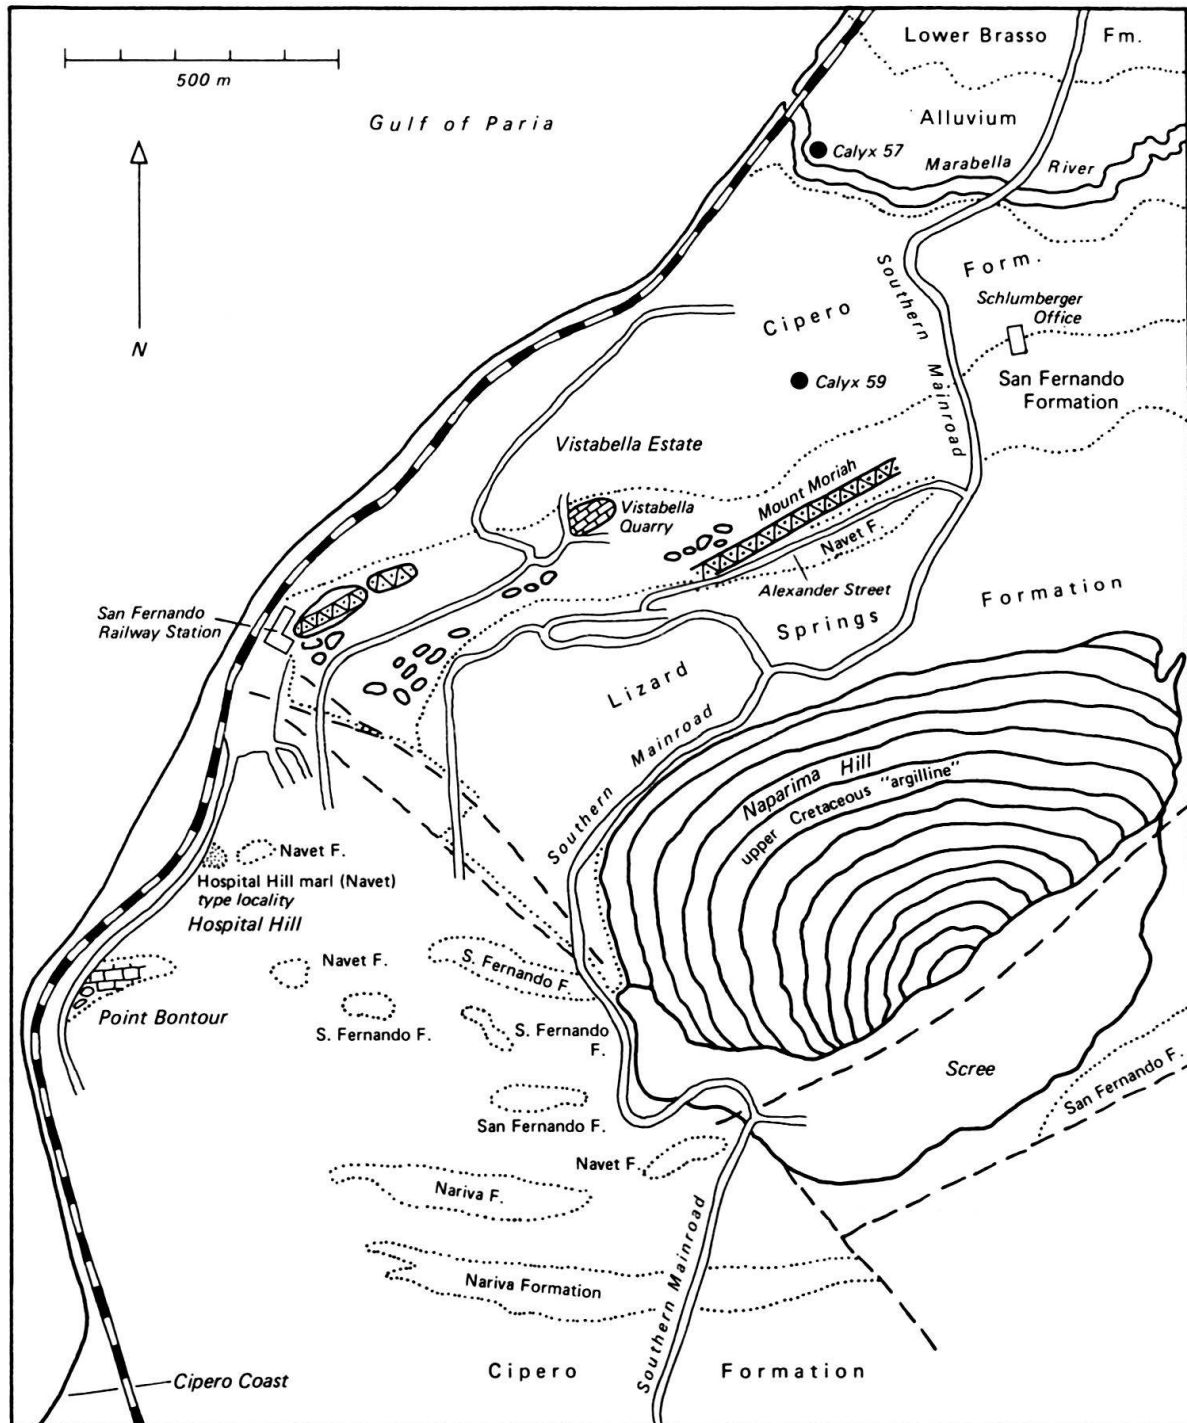 Lower Brasso Fm.
500 m
Gulf of Paria
Alluvium
Calyx 57
Marabella River
N
Southern Mainroad
Form.
Schlumberger
Office
Cipero
Calyx 59
San Fernando
Formation
Vistabella Estate
Mount Moriah
Vistabella
Quarry
Navet F.
Alexander Street
Formation
San Fernando
Railway Station
Springs
Lizard
Southern Mainroad
Naparima Hill
upper Cretaceous "argilline"
Navet F.
Hospital Hill marl (Navet)
type locality
Hospital Hill
Navet F.
S. Fernando F.
Point Bontour
S. Fernando F.
S. Fernando
F.
Scree
San Fernando F.
San Fernando F.
Navet F.
Nariva F.
Southern Mainroad
Nariva Formation
Cipero Formation
Cipero Coast